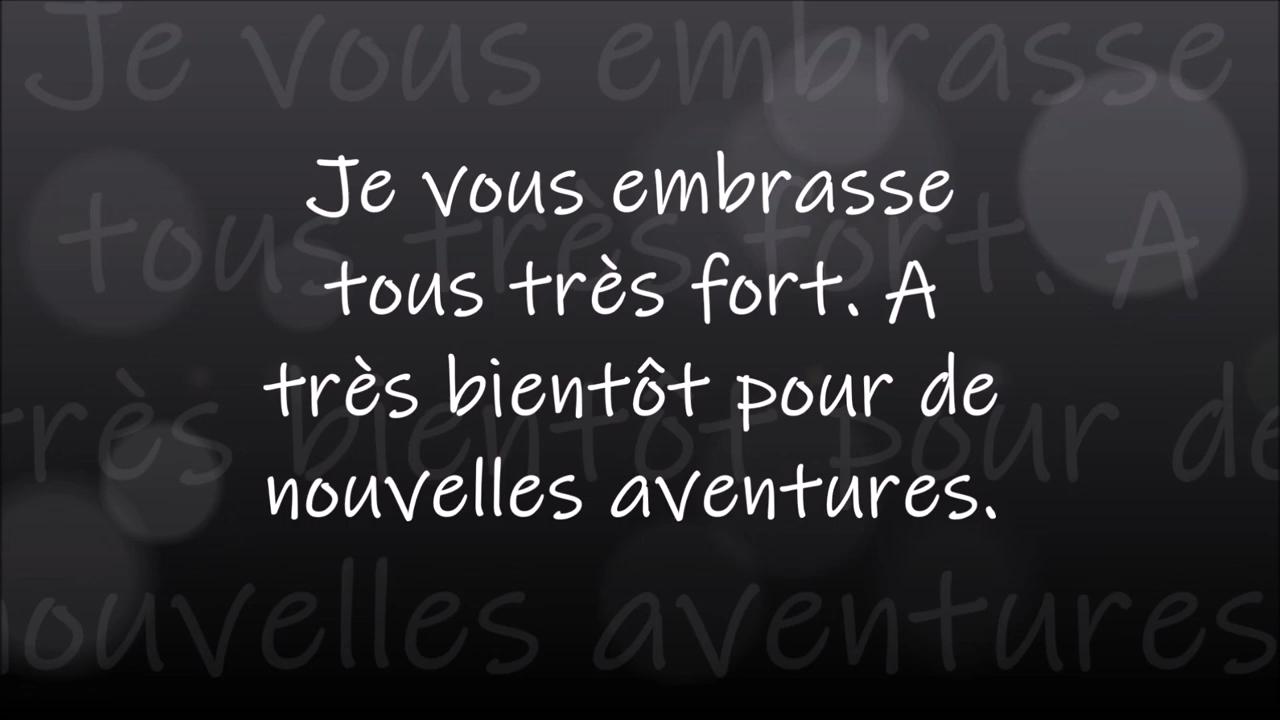 Je vous embrasse
tous très fort. A
très bientôt pour de
nouvelles aventures.